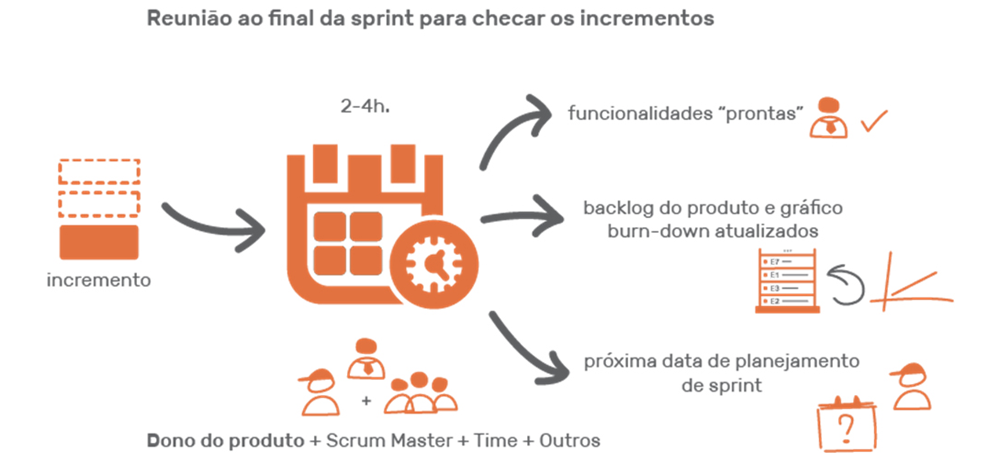 Reunião ao final da sprint para checar os incrementos
2-4h.
funcionalidades “prontas”
incremento
backlog do produto e gráfico
burn-down atualizados
E7
E1
E3
E2
próxima data de planejamento
de sprint
?
Dono do produto + Scrum Master + Time + Outros
+